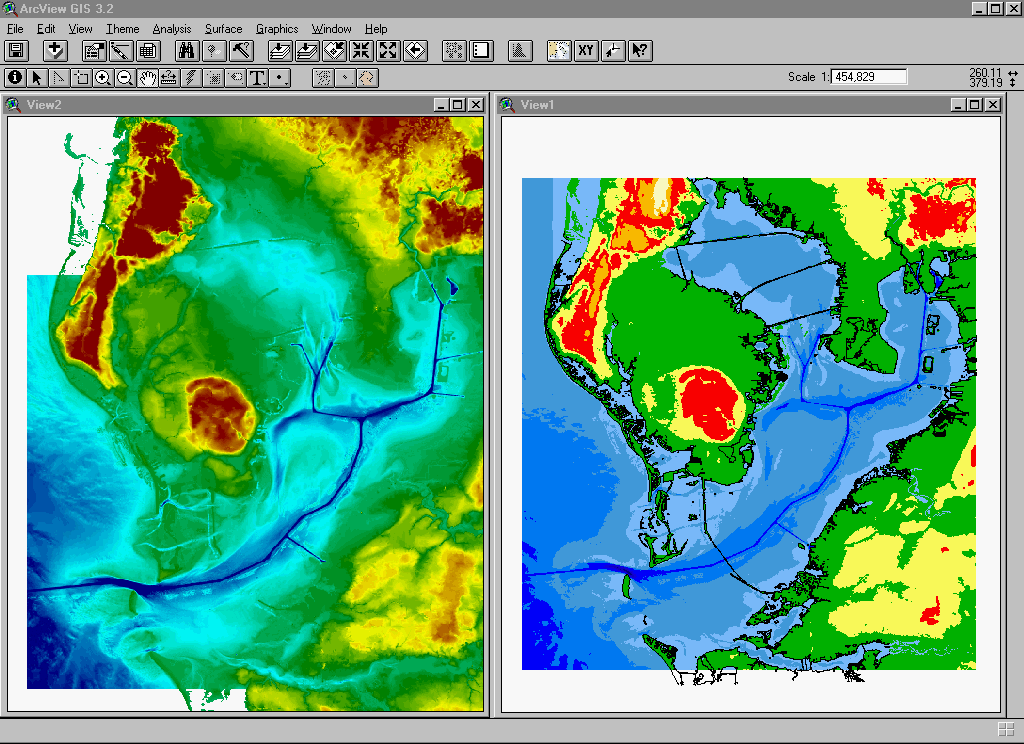 ArcView GIS 3.2
File Edit View Theme Analysis Surface Graphics Window Help
XY
T
Scale 1: 454,829
260.11
379.19
View2
View1